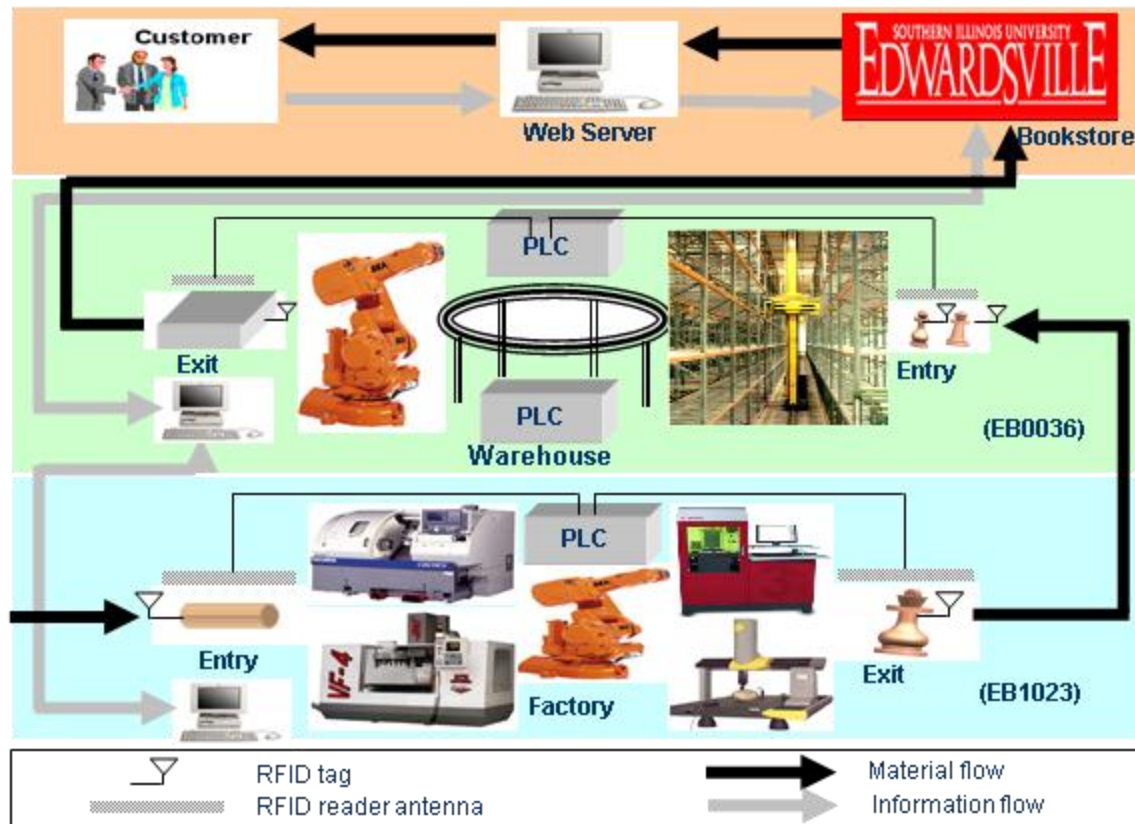 Customer
SOUTHERN ILLINOIS UNIVERSITY
EDWARDSVILLE
Web Server
Bookstore
PLC
Exit
Entry
PLC
(EB0036)
Warehouse
PLC
Entry
VF-4
Factory
Exit
(EB1023)
RFID tag
Material flow
RFID reader antenna
Information flow